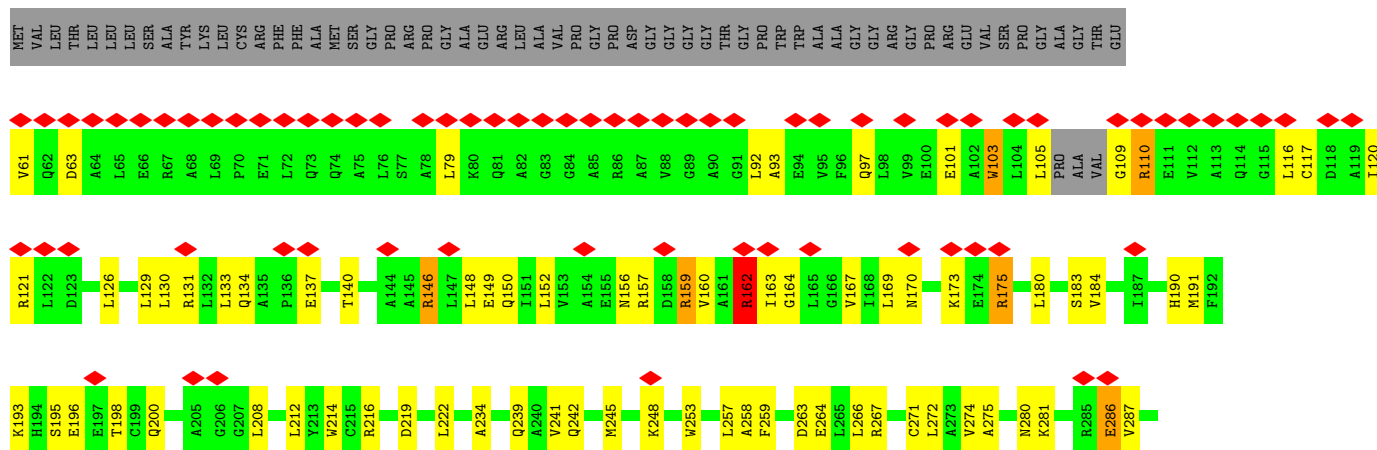 MET VAL LEU THR LEU LEU LEU SER ALA TYR LYS LEU CYS ARG PHE PHE ALA MET SER GLY PRO ARG PRO GLY ALA GLU ARG LEU ALA VAL PRO GLY PRO ASP GLY GLY GLY GLY THR GLY PRO TRP TRP ALA ALA GLY GLY ARG GLY PRO ARG GLU VAL SER PRO GLY ALA GLY THR GLU
V61 Q62 D63 A64 L65 E66 R67 A68 L69 P70 E71 L72 Q73 Q74 A75 L76 S77 A78 L79 K80 Q81 A82 G83 G84 A85 R86 A87 V88 G89 A90 G91 L92 A93 E94 V95 F96 Q97 L98 V99 E100 E101 A102 W103 L104 L105 PRO ALA VAL G109 R110 E111 V112 A113 Q114 G115 L116 C117 D118 A119 I120
R121 L122 D123 L126 L129 L130 R131 L132 L133 Q134 A135 P136 E137 T140 A144 A145 R146 L147 L148 E149 Q150 I151 L152 V153 A154 E155 N156 R157 D158 R159 V160 A161 R162 I163 G164 L165 G166 V167 I168 L169 N170 K173 E174 R175 L180 S183 V184 I187 H190 M191 F192
K193 H194 S195 E196 E197 T198 C199 Q200 A205 G206 G207 L208 L212 Y213 W214 C215 R216 D219 L222 A234 Q239 A240 V241 Q242 M245 K248 W253 L257 A258 F259 D263 E264 L265 L266 R267 C271 L272 A273 V274 A275 N280 K281 R285 E286 V287